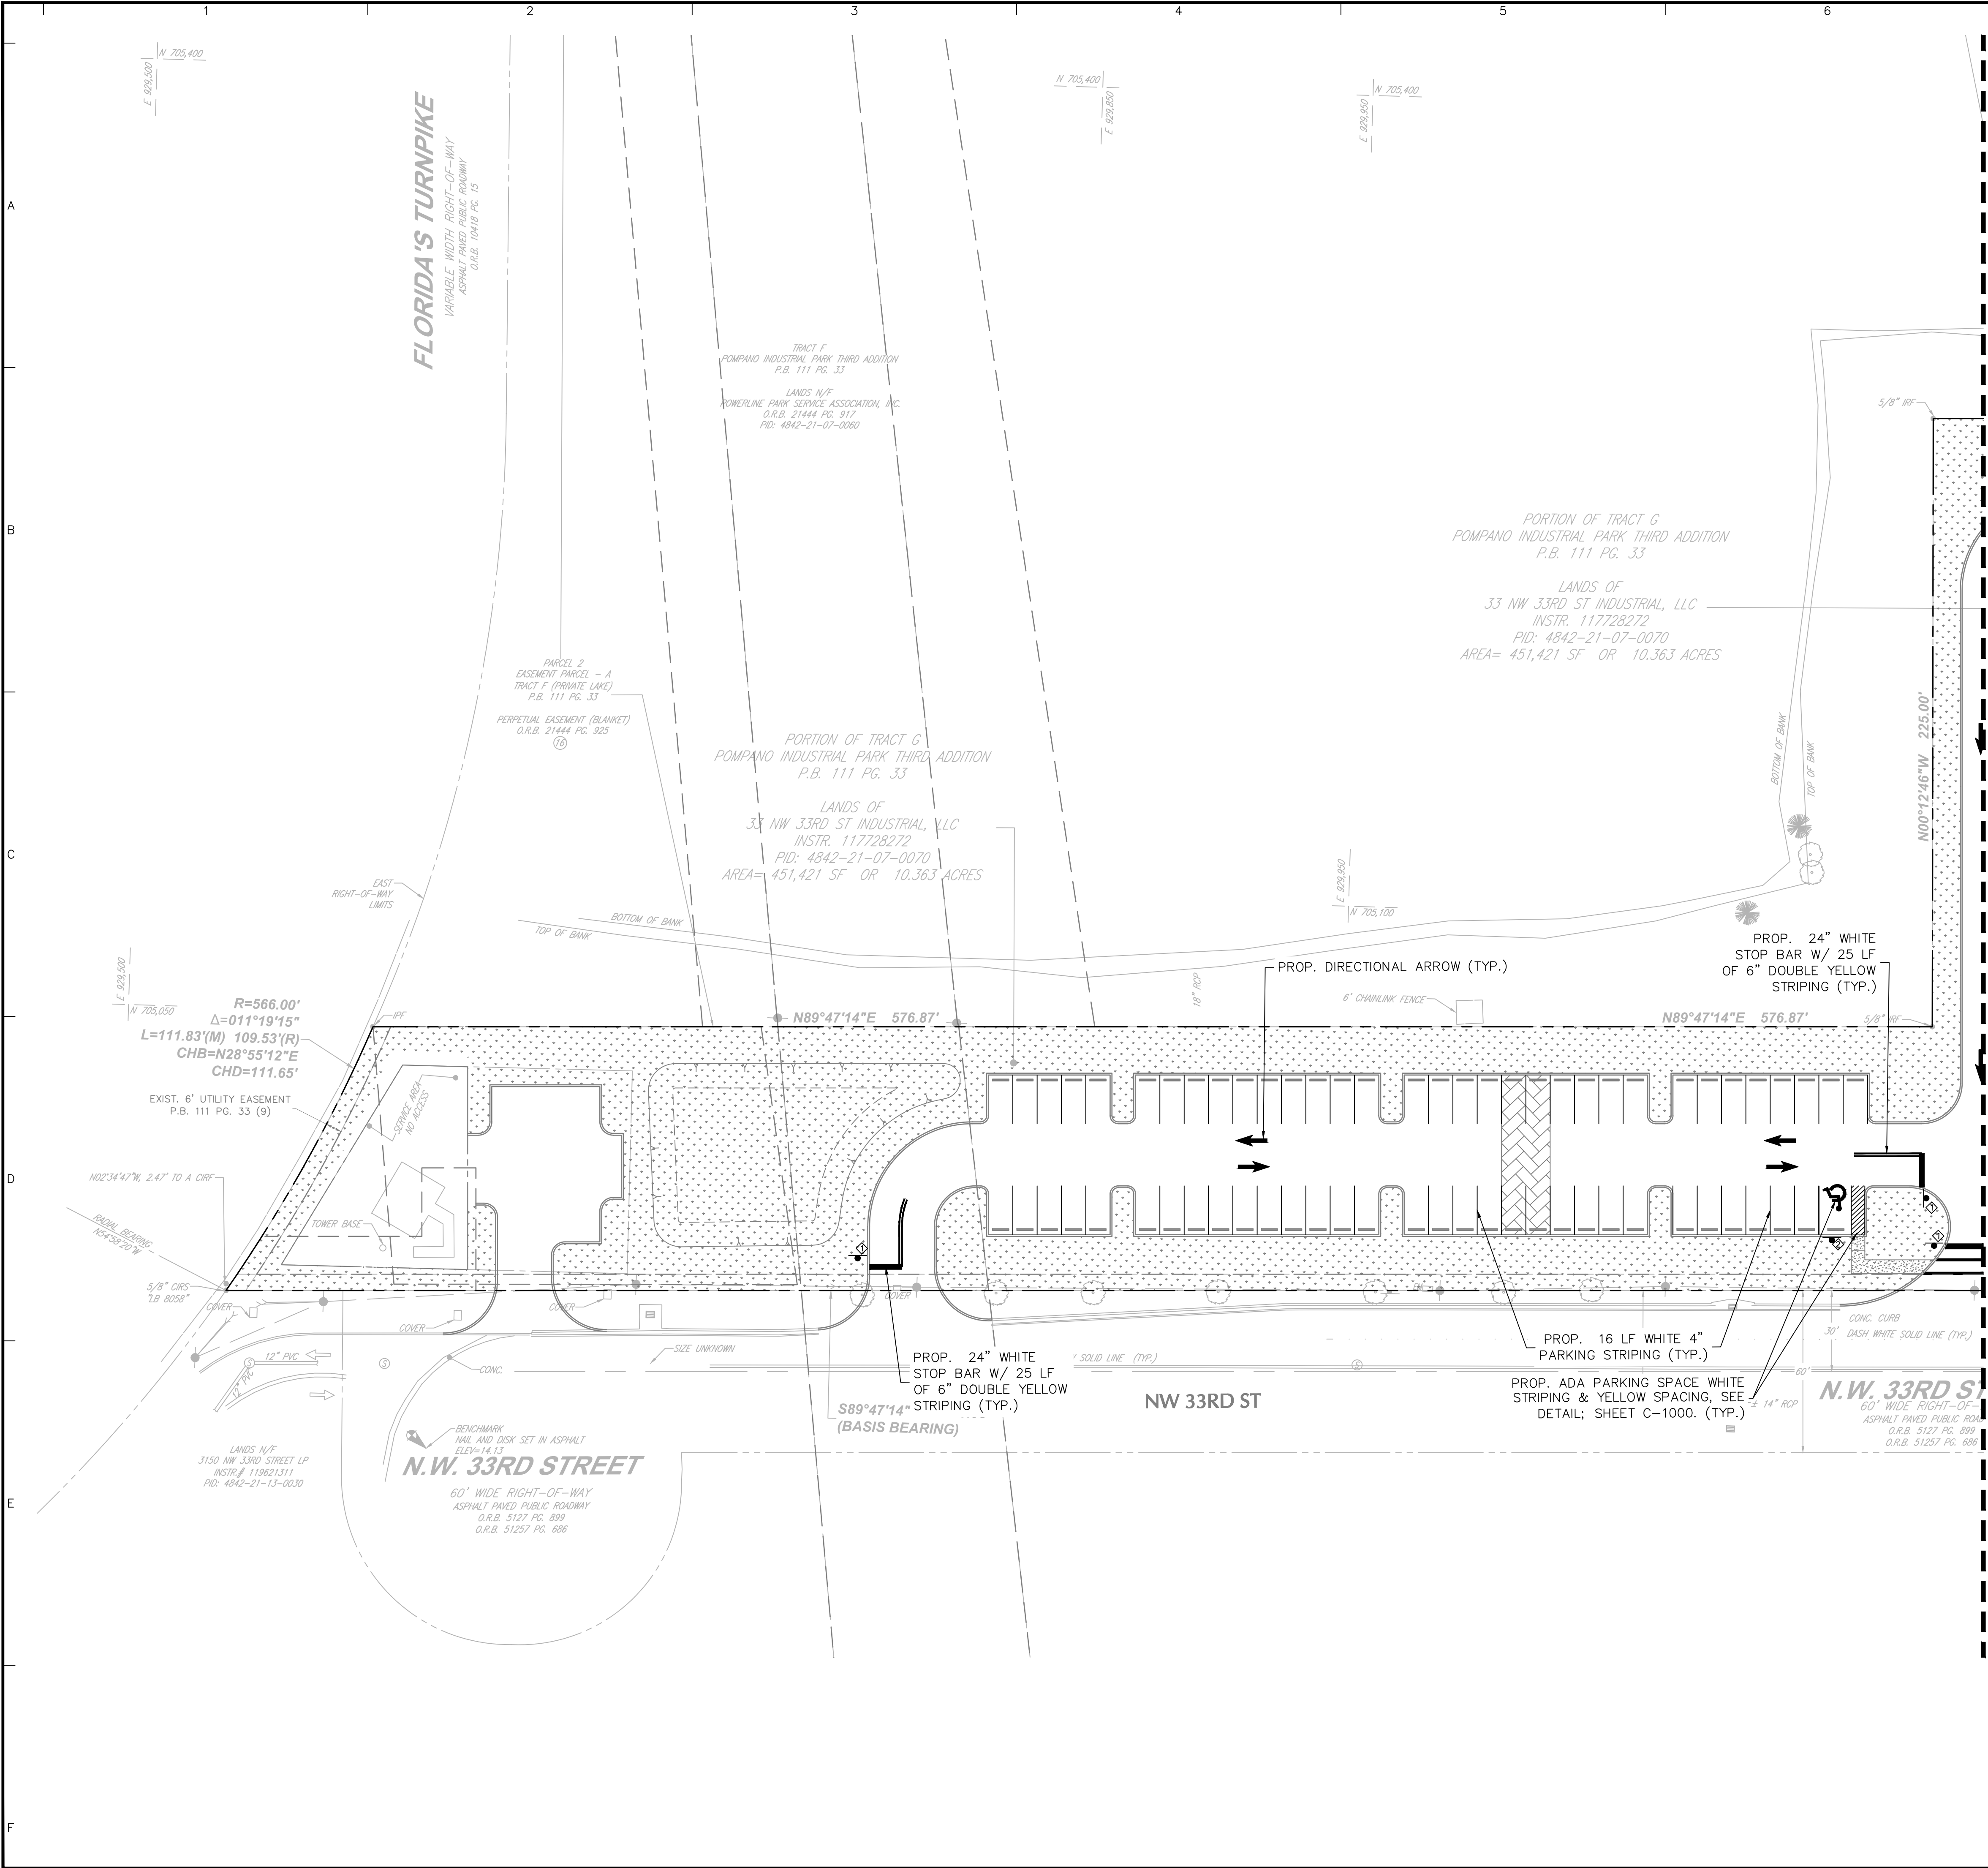 1
2
3
4
5
6
A
B
C
D
E
F
N 705,400
E 929,500
N 705,400
E 929,850
N 705,400
E 929,950
FLORIDA'S TURNPIKE
VARIABLE WIDTH RIGHT-OF-WAY
ASPHALT PAVED PUBLIC ROADWAY
O.R.B. 10418 PG. 15
TRACT F
POMPANO INDUSTRIAL PARK THIRD ADDITION
P.B. 111 PG. 33
LANDS N/F
POWERLINE PARK SERVICE ASSOCIATION, INC.
O.R.B. 21444 PG. 917
PID: 4842-21-07-0060
5/8" IRF
PORTION OF TRACT G
POMPANO INDUSTRIAL PARK THIRD ADDITION
P.B. 111 PG. 33
LANDS OF
33 NW 33RD ST INDUSTRIAL, LLC
INSTR. 117728272
PID: 4842-21-07-0070
AREA= 451,421 SF OR 10.363 ACRES
PARCEL 2
EASEMENT PARCEL - A
TRACT F (PRIVATE LAKE)
P.B. 111 PG. 33
PERPETUAL EASEMENT (BLANKET)
O.R.B. 21444 PG. 925
16
PORTION OF TRACT G
POMPANO INDUSTRIAL PARK THIRD ADDITION
P.B. 111 PG. 33
LANDS OF
33 NW 33RD ST INDUSTRIAL, LLC
INSTR. 117728272
PID: 4842-21-07-0070
AREA= 451,421 SF OR 10.363 ACRES
BOTTOM OF BANK
TOP OF BANK
N00°12'46"W 225.00'
EAST
RIGHT-OF-WAY
LIMITS
BOTTOM OF BANK
TOP OF BANK
E 929,950
N 705,100
PROP. 24" WHITE
STOP BAR W/ 25 LF
OF 6" DOUBLE YELLOW
STRIPING (TYP.)
PROP. DIRECTIONAL ARROW (TYP.)
18" RCP
6' CHAINLINK FENCE
E 929,500
N 705,050
R=566.00'
Δ=011°19'15"
L=111.83'(M) 109.53'(R)
CHB=N28°55'12"E
CHD=111.65'
IPF
N89°47'14"E 576.87'
N89°47'14"E 576.87'
5/8" IRF
EXIST. 6' UTILITY EASEMENT
P.B. 111 PG. 33 (9)
SERVICE AREA
NO ACCESS
N02°34'47"W, 2.47' TO A CIRF
RADIAL BEARING
N54°58'20"W
TOWER BASE
1
1
2
1
5/8" CIRS
"LB 8058"
COVER
COVER
COVER
COVER
12" PVC
12" PVC
S
S
CONC.
SIZE UNKNOWN
SOLID LINE (TYP.)
S
CONC. CURB
30'
DASH WHITE SOLID LINE (TYP.)
PROP. 24" WHITE
STOP BAR W/ 25 LF
OF 6" DOUBLE YELLOW
STRIPING (TYP.)
PROP. 16 LF WHITE 4"
PARKING STRIPING (TYP.)
PROP. ADA PARKING SPACE WHITE
STRIPING & YELLOW SPACING, SEE
DETAIL; SHEET C-1000. (TYP.)
60'
± 14" RCP
NW 33RD ST
S89°47'14"
(BASIS BEARING)
BENCHMARK
NAIL AND DISK SET IN ASPHALT
ELEV=14.13
N.W. 33RD STREET
60' WIDE RIGHT-OF-WAY
ASPHALT PAVED PUBLIC ROADWAY
O.R.B. 5127 PG. 899
O.R.B. 51257 PG. 686
LANDS N/F
3150 NW 33RD STREET LP
INSTR.# 119621311
PID: 4842-21-13-0030
N.W. 33RD ST
60' WIDE RIGHT-OF-
ASPHALT PAVED PUBLIC ROAD
O.R.B. 5127 PG. 899
O.R.B. 51257 PG. 686